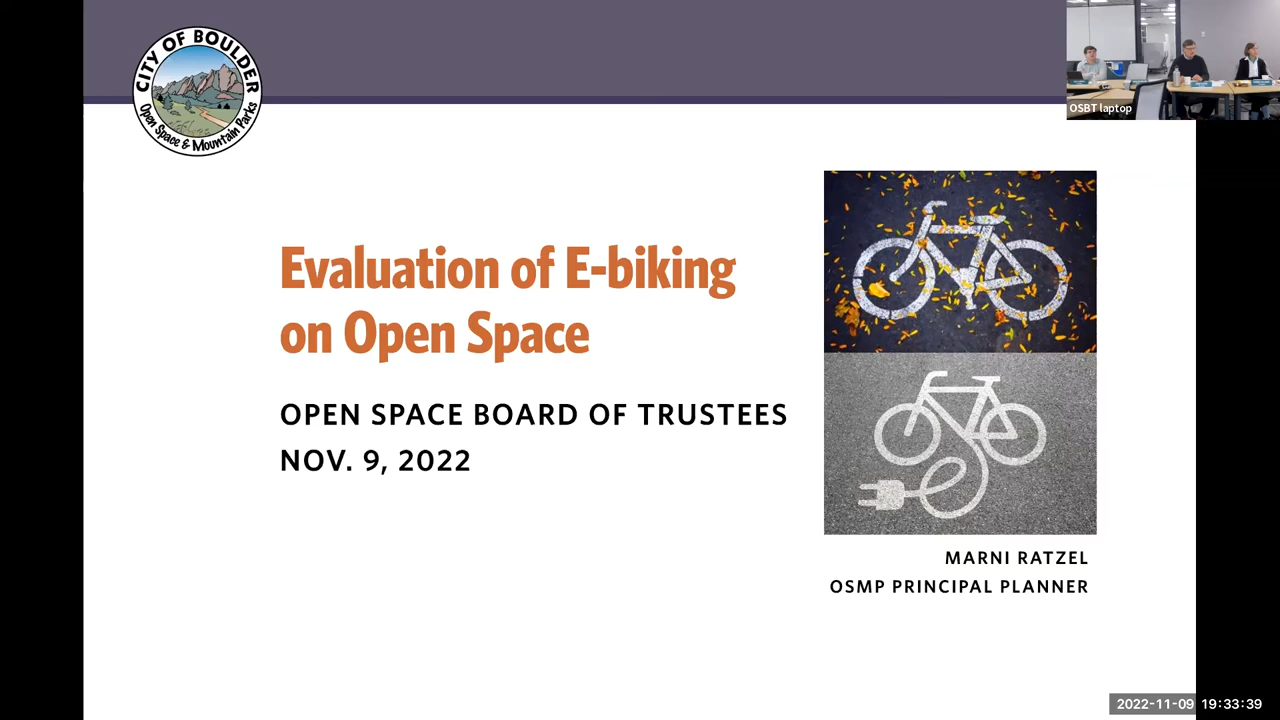 CITY OF BOULDER
Open Space & Mountain Parks
OSBT laptop
Evaluation of E-biking
on Open Space
OPEN SPACE BOARD OF TRUSTEES
NOV. 9, 2022
MARNI RATZEL
OSMP PRINCIPAL PLANNER
2022-11-09 19:33:39